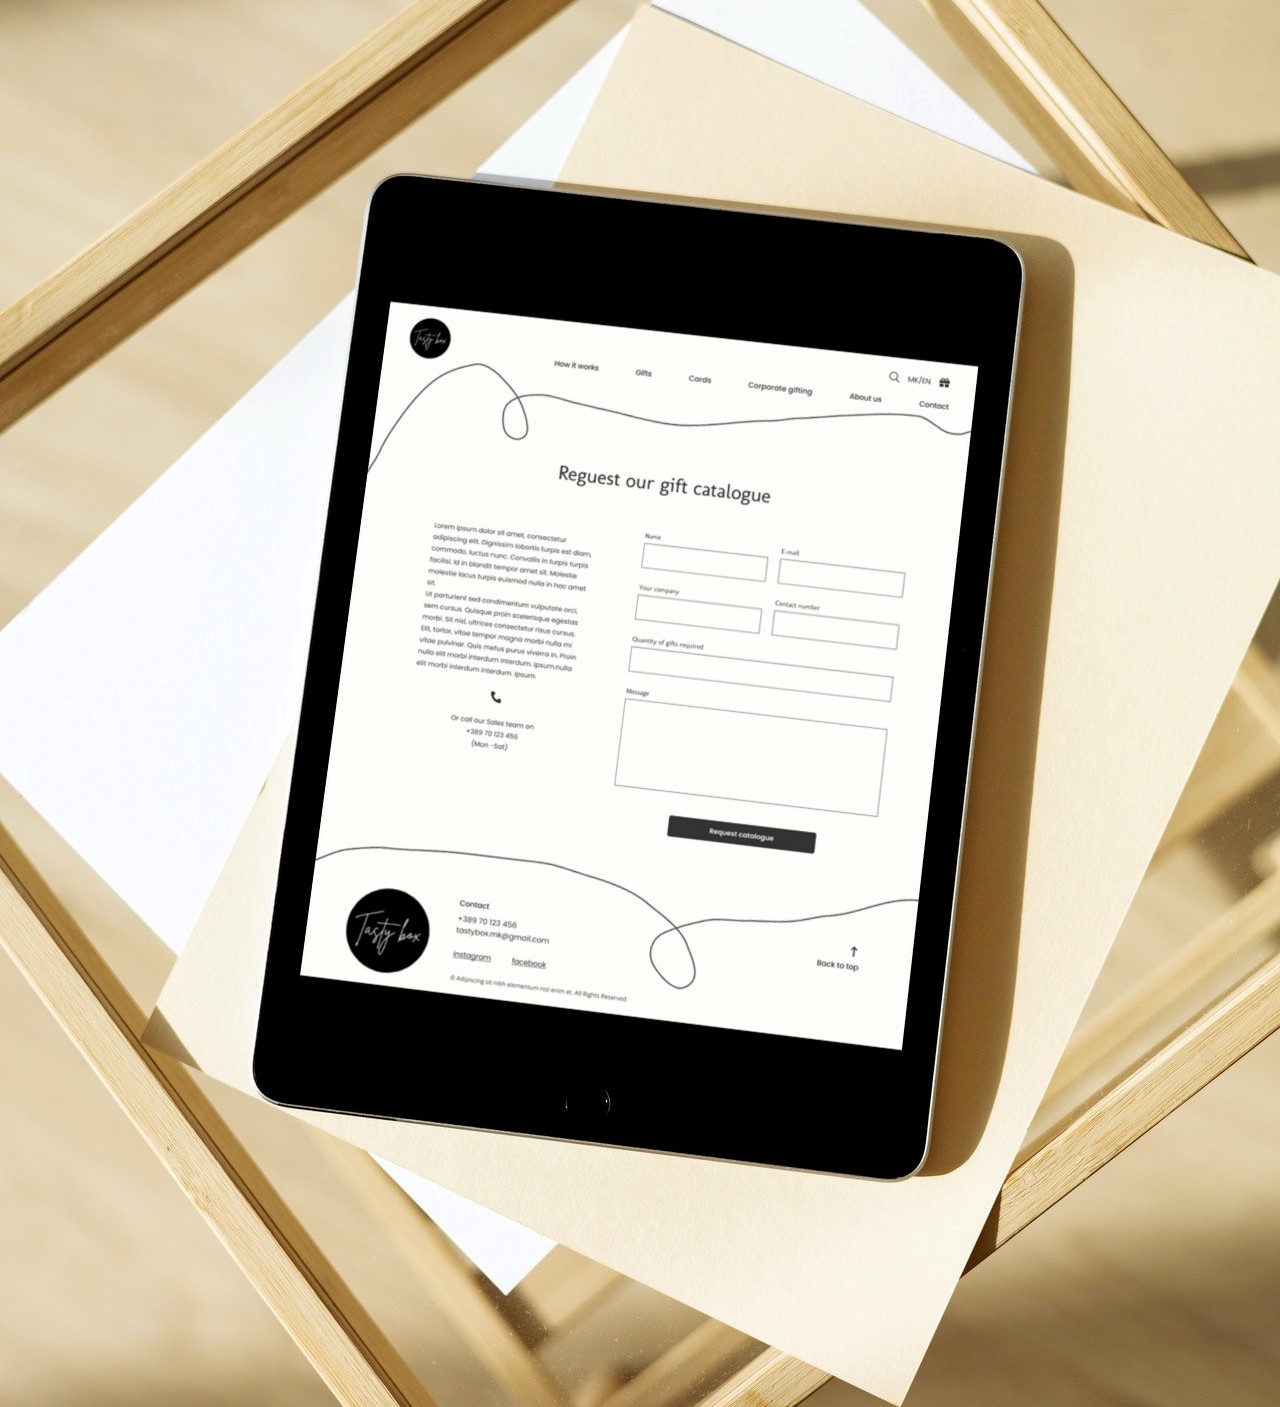 Tasty box
MK/EN
How it works
Gifts
Cards
Corporate gifting
About us
Contact
Reguest our gift catalogue
Lorem ipsum dolor sit amet, consectetur
adipiscing elit. Dignissim lobortis turpis est diam,
commodo, luctus nunc. Convallis in turpis turpis
facilisi. Id in blandit tempor amet sit. Molestie
molestie lacus turpis euismod nulla in hac amet
sit.
Ut parturient sed condimentum vulputate orci,
sem cursus. Quisque proin scelerisque egestas
morbi. Sit nisl, ultrices consectetur risus cursus.
Elit, tortor, vitae tempor magna morbi nulla mi
vitae pulvinar. Quis metus purus viverra in. Proin
nulla elit morbi interdum interdum. Ipsum.nulla
elit morbi interdum interdum. Ipsum.
Or call our Sales team on
+389 70 123 456
(Mon -Sat)
Name
E-mail
Your company
Contact number
Quantity of gifts required
Message
Request catalogue
Tasty box
Contact
+389 70 123 456
tastybox.mk@gmail.com
instagram
facebook
© Adipiscing sit nibh elementum nisl enim et. All Rights Reserved
Back to top